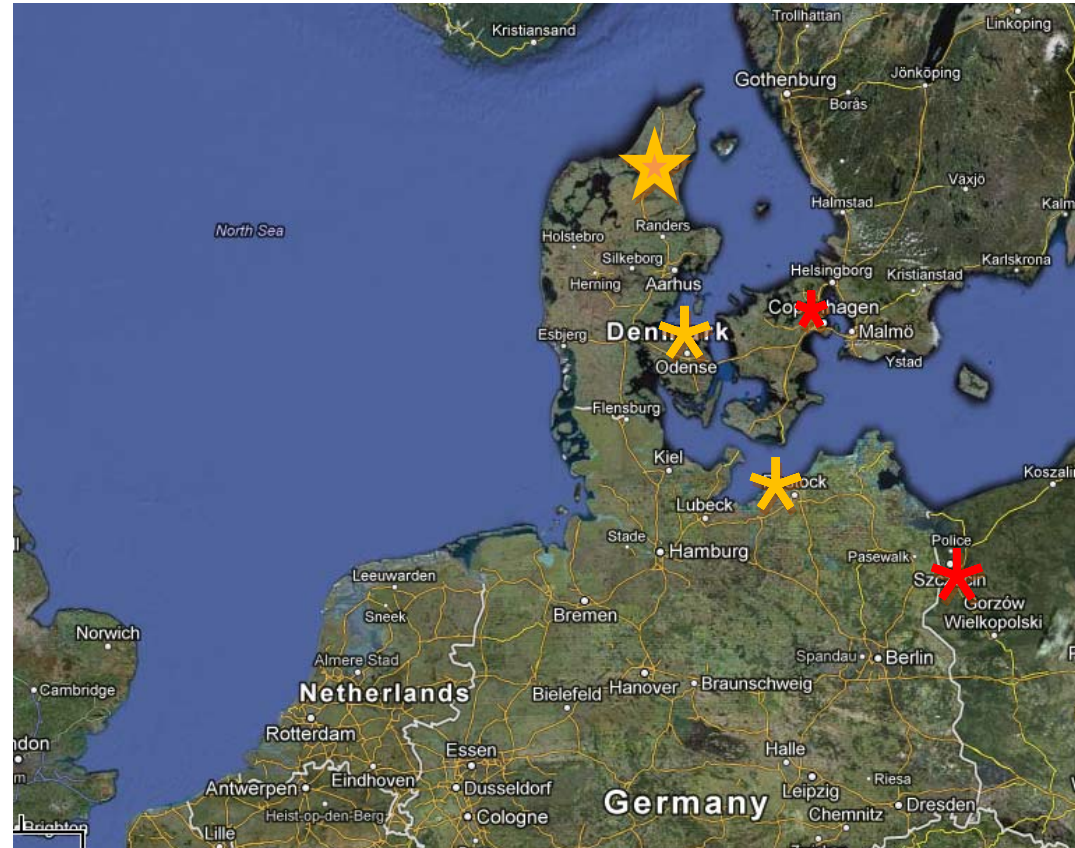 Trollhättan
Linkoping
Kristiansand
Jönköping
Gothenburg
Borås
Växjö
Halmstad
Kalm
North Sea
Randers
Holstebro
Silkeborg
Karlskrona
Helsingborg
Kristianstad
Herning
Aarhus
Malmö
Esbjerg
Ystad
Odense
Flensburg
Kiel
Koszali
Lubeck
Stade
Police
Hamburg
Pasewalk
Leeuwarden
Gorzów
Wielkopolski
Sneek
Bremen
Norwich
Spandau
Berlin
Almere Stad
Cambridge
Netherlands
Bielefeld
Hanover
Braunschweig
Rotterdam
ndon
Essen
Halle
Eindhoven
Riesa
Antwerpen
Dusseldorf
Leipzig
Germany
Dresden
Heist-op-den-Berg
Cologne
Chemnitz
Lille